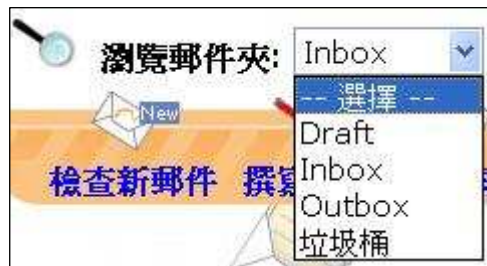 瀏覽郵件夾: Inbox
-- 選擇 --
New
Draft
Inbox
檢查新郵件 撰
Outbox
垃圾桶